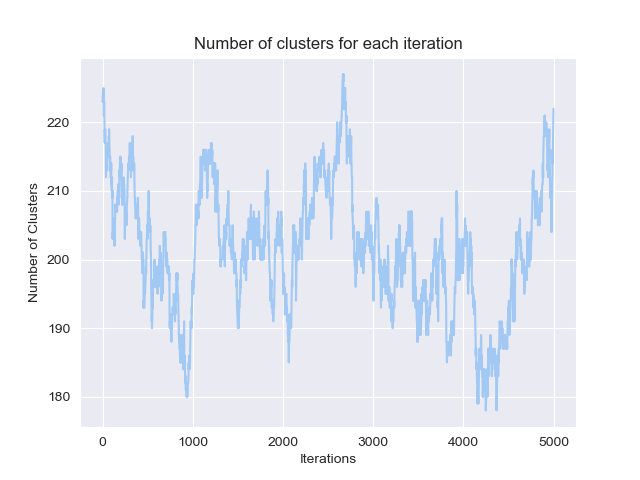 Number of clusters for each iteration
Number of Clusters
220
210
200
190
180
0 1000 2000 3000 4000 5000
Iterations